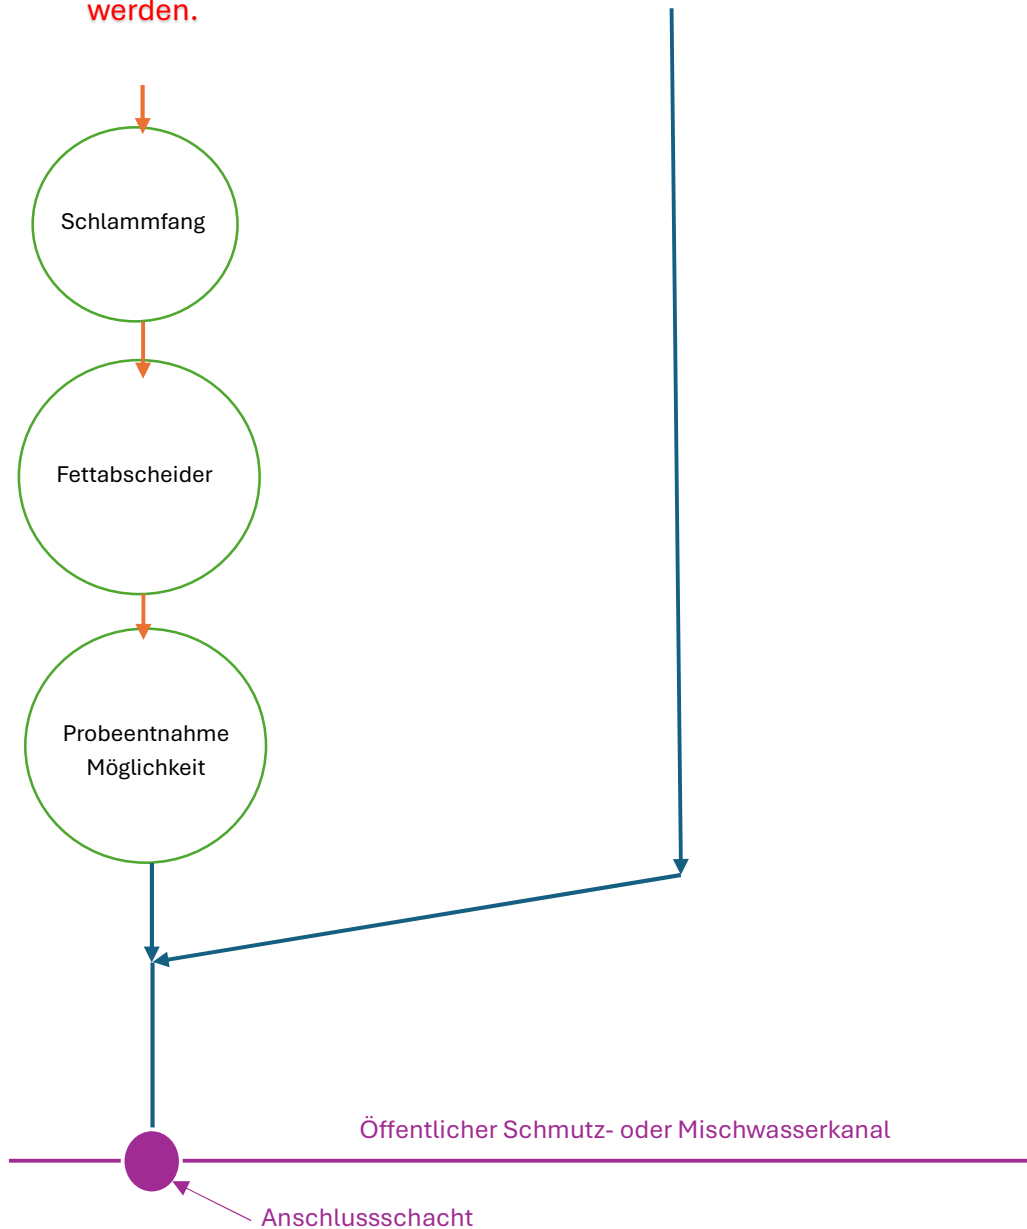 werden.
Schlammfang
Fettabscheider
Probeentnahme
Möglichkeit
Öffentlicher Schmutz- oder Mischwasserkanal
Anschlussschacht